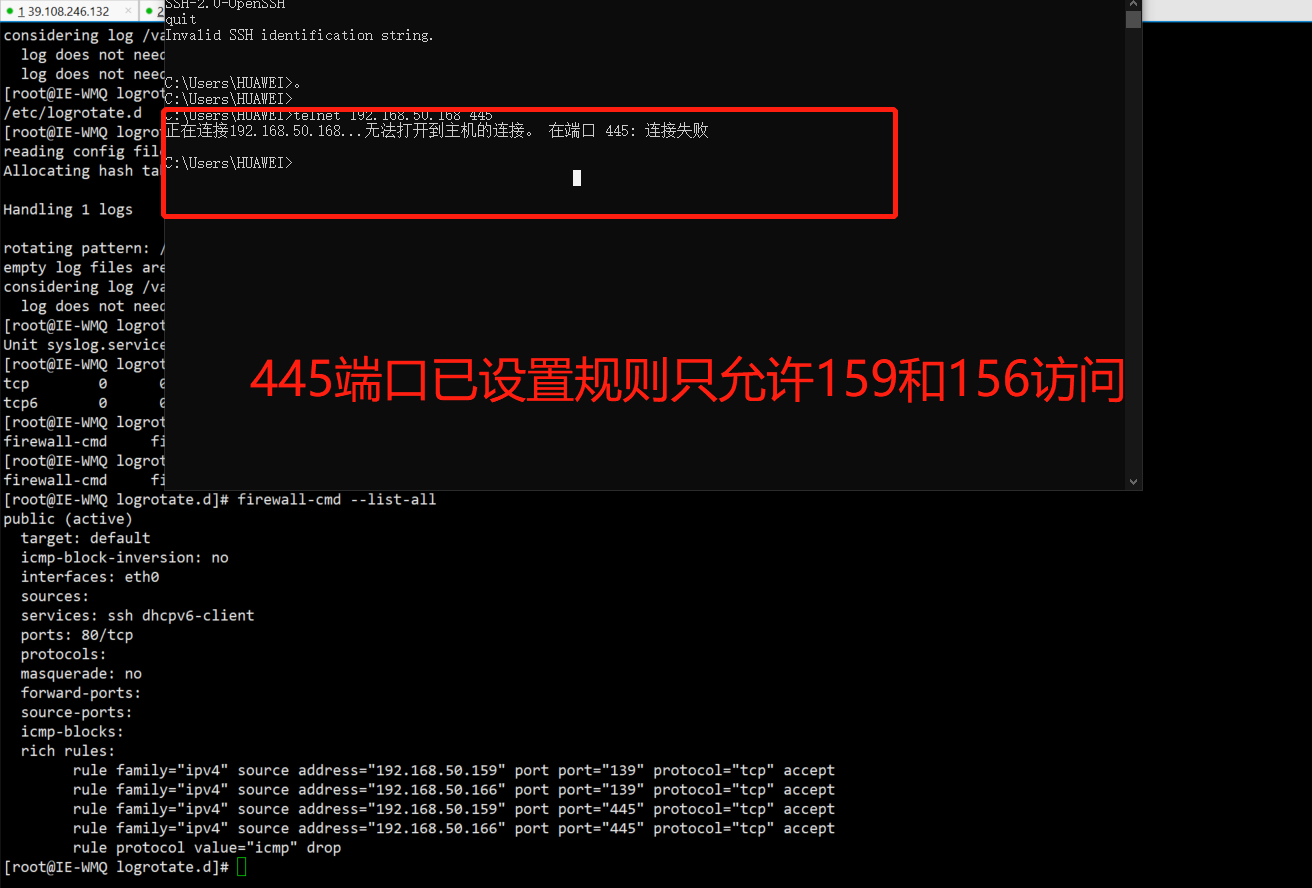 1 39.108.246.132
2
SSH-2.0-OpenSSH
quit
Invalid SSH identification string.
C:\Users\HUAWEI>。
C:\Users\HUAWEI>
C:\Users\HUAWEI>telnet 192.168.50.168 445
正在连接192.168.50.168...无法打开到主机的连接。 在端口 445: 连接失败
C:\Users\HUAWEI>
445端口已设置规则只允许159和156访问
considering log /va
log does not need
log does not need
[root@IE-WMQ logrot
/etc/logrotate.d
[root@IE-WMQ logrot
reading config file
Allocating hash tab
Handling 1 logs
rotating pattern: /
empty log files are
considering log /va
log does not need
[root@IE-WMQ logrot
Unit syslog.service
[root@IE-WMQ logrot
tcp 0 0
tcp6 0 0
[root@IE-WMQ logrot
firewall-cmd fi
[root@IE-WMQ logrot
firewall-cmd fi
[root@IE-WMQ logrotate.d]# firewall-cmd --list-all
public (active)
target: default
icmp-block-inversion: no
interfaces: eth0
sources:
services: ssh dhcpv6-client
ports: 80/tcp
protocols:
masquerade: no
forward-ports:
source-ports:
icmp-blocks:
rich rules:
rule family="ipv4" source address="192.168.50.159" port port="139" protocol="tcp" accept
rule family="ipv4" source address="192.168.50.166" port port="139" protocol="tcp" accept
rule family="ipv4" source address="192.168.50.159" port port="445" protocol="tcp" accept
rule family="ipv4" source address="192.168.50.166" port port="445" protocol="tcp" accept
rule protocol value="icmp" drop
[root@IE-WMQ logrotate.d]#